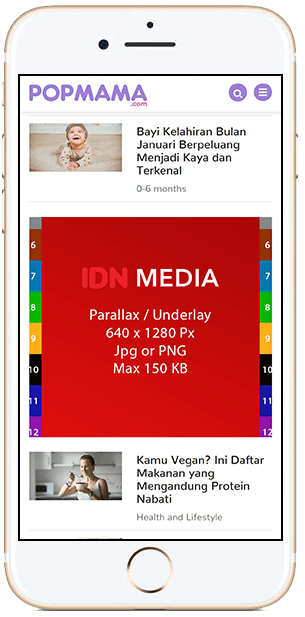 POPMAMA
.com
Bayi Kelahiran Bulan
Januari Berpeluang
Menjadi Kaya dan
Terkenal
0-6 months
IDN MEDIA
Parallax / Underlay
640 x 1280 Px
Jpg or PNG
Max 150 KB
6 6
7 7
8 8
9 9
10 10
11 11
12 12
Kamu Vegan? Ini Daftar
Makanan yang
Mengandung Protein
Nabati
Health and Lifestyle